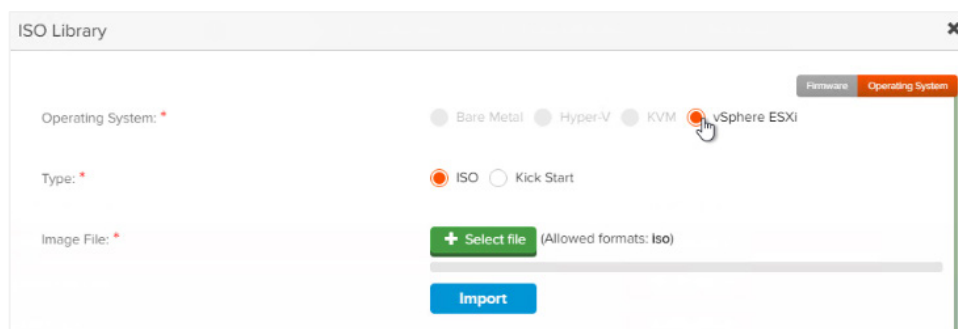 ISO Library
Firmware Operating System
Operating System: * Bare Metal Hyper-V KVM vSphere ESXi
Type: * ISO Kick Start
Image File: * + Select file (Allowed formats: iso)
Import